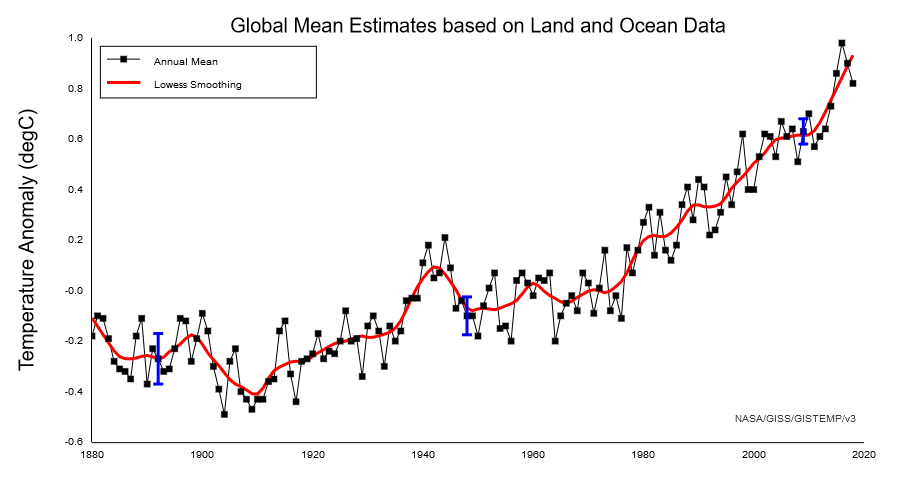 Global Mean Estimates based on Land and Ocean Data
Annual Mean
Lowess Smoothing
Temperature Anomaly (degC)
1.0
0.8
0.6
0.4
0.2
-0.0
-0.2
-0.4
-0.6
NASA/GISS/GISTEMP/v3
1880 1900 1920 1940 1960 1980 2000 2020